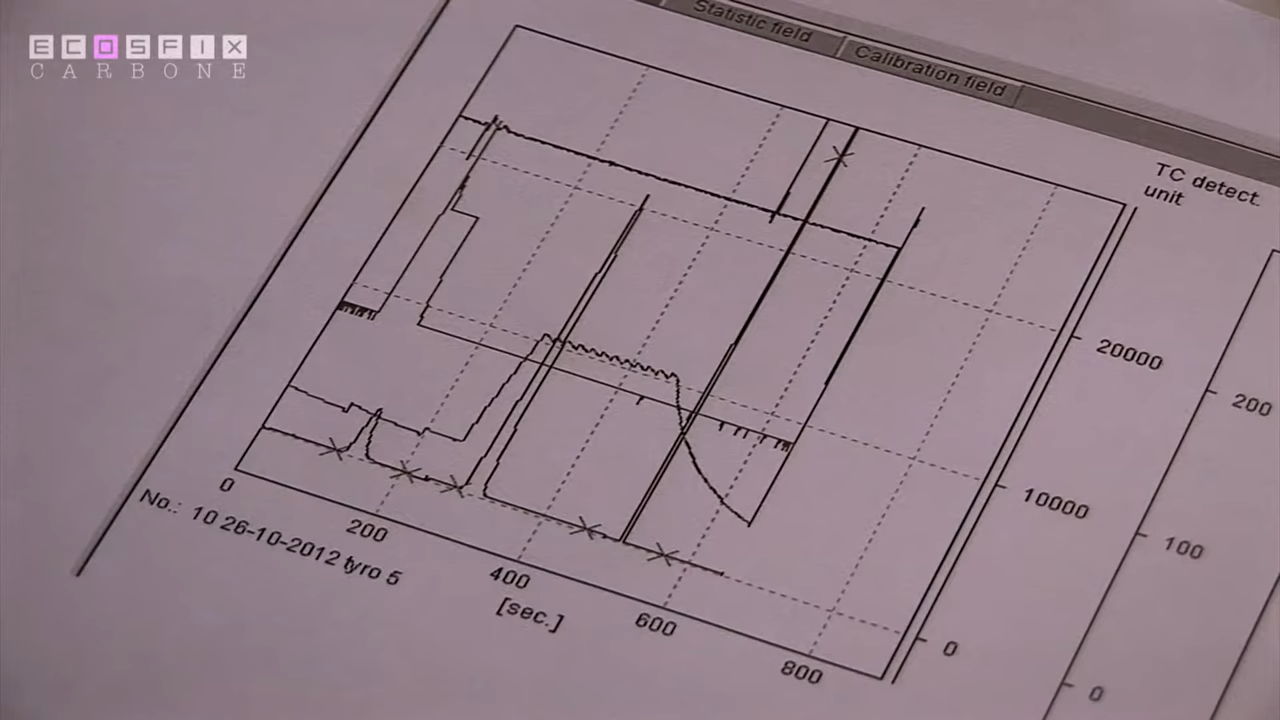 ECOSFIX
CARBONE
Statistic field
Calibration field
TC detect.
unit
20000
10000
0
200
100
0
0
200
400
600
800
[sec.]
No.: 10 26-10-2012 tyro 5